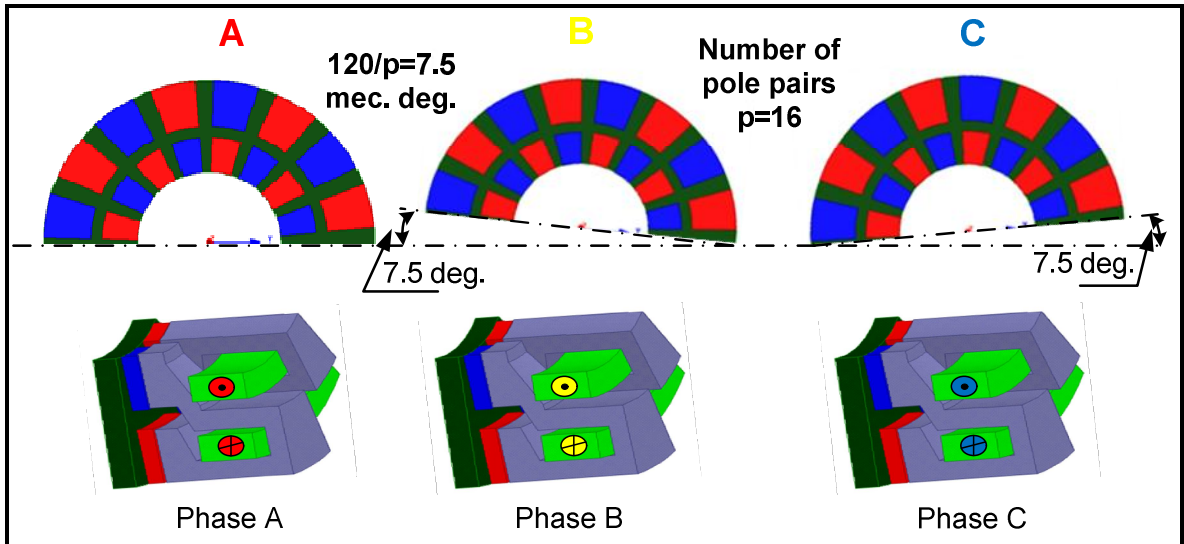 A
B
C
120/p=7.5
mec. deg.
Number of
pole pairs
p=16
7.5 deg.
7.5 deg.
Phase A
Phase B
Phase C